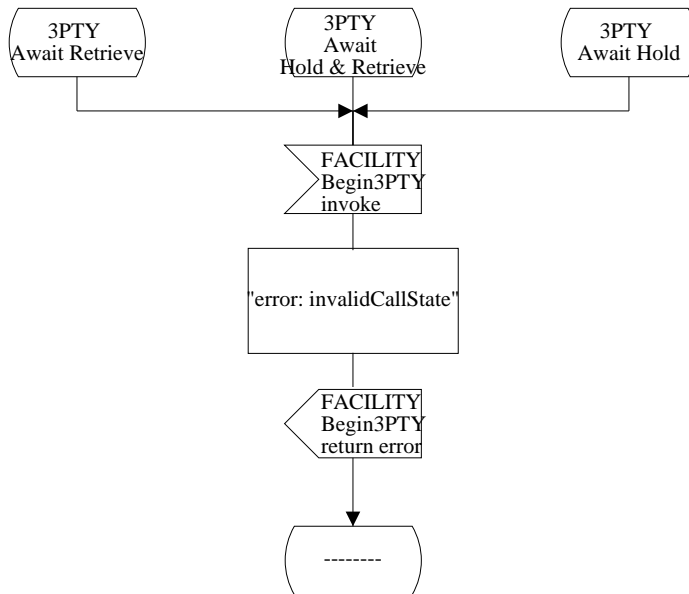 3PTY
Await Retrieve
3PTY
Await
Hold & Retrieve
3PTY
Await Hold
FACILITY
Begin3PTY
invoke
"error: invalidCallState"
FACILITY
Begin3PTY
return error
--------